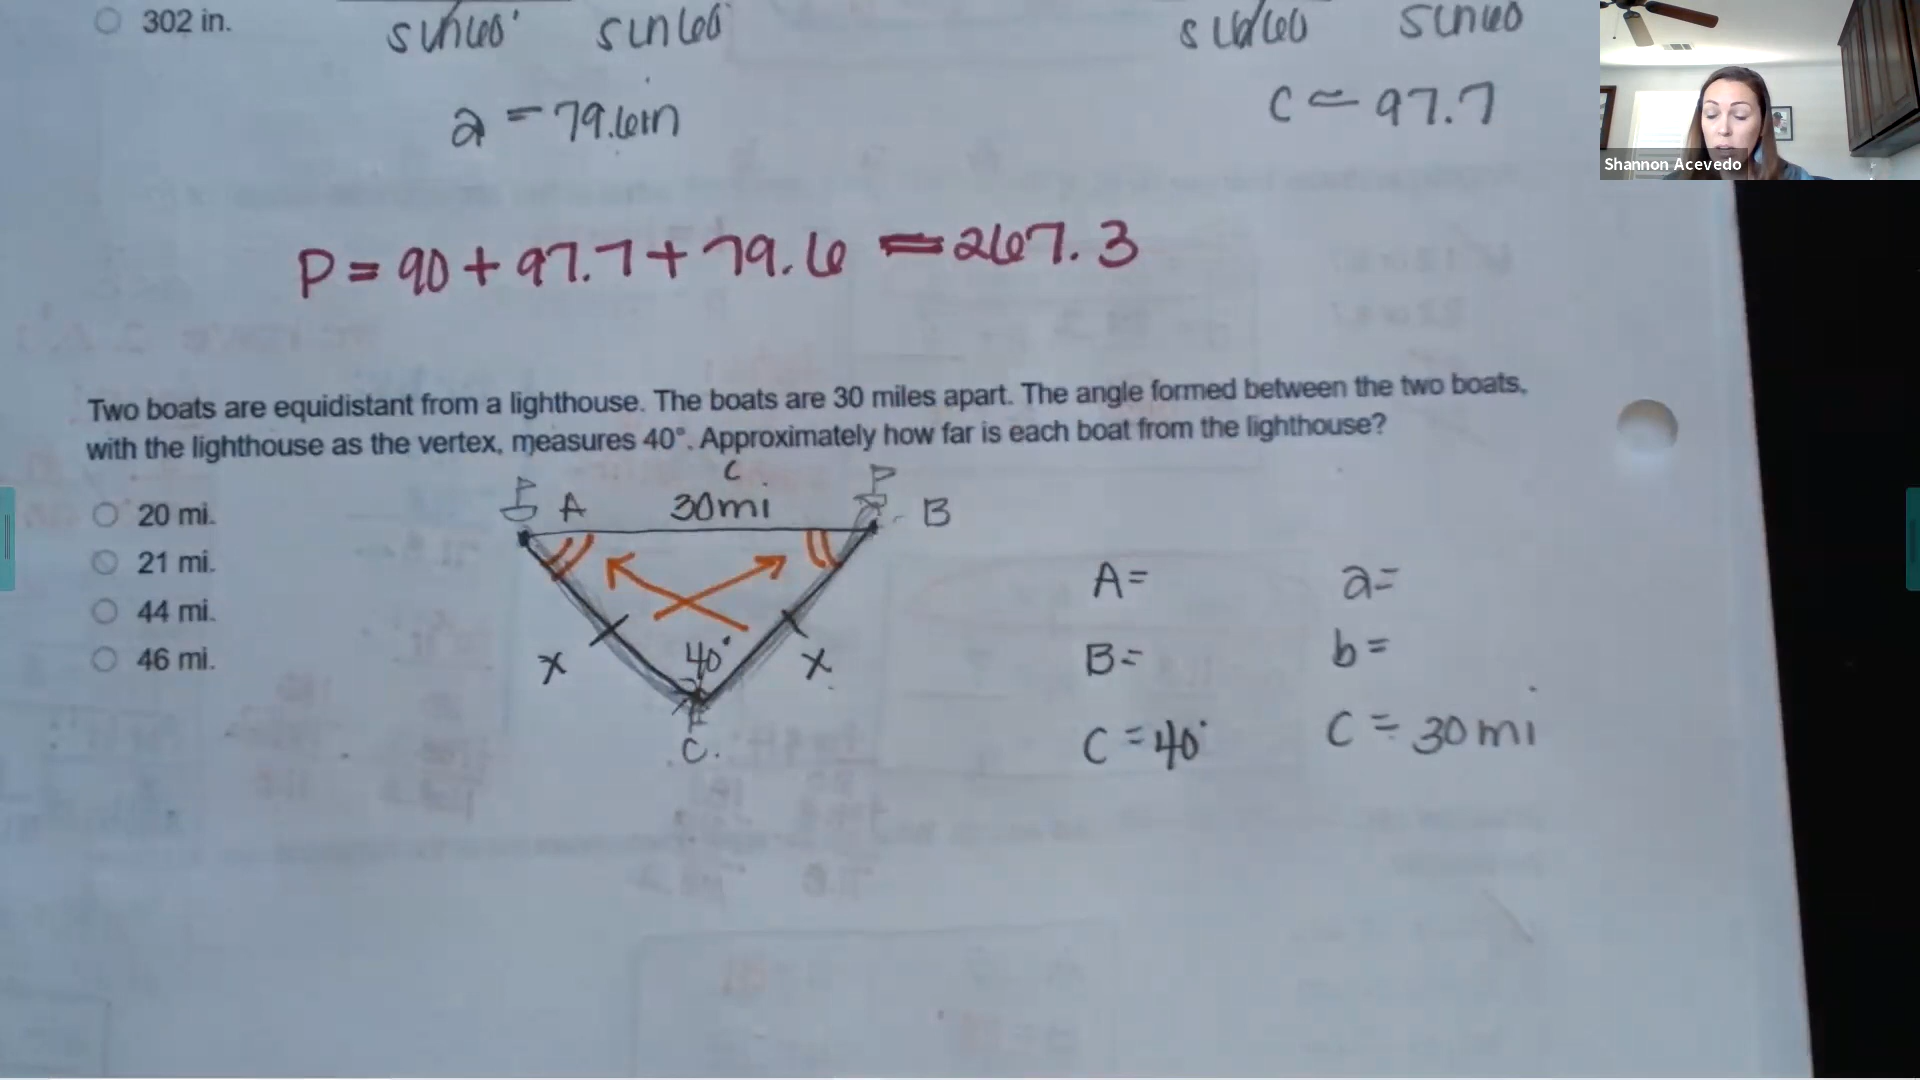 302 in.
sin60° sin60
sin60 sin60
a = 79.6in
c ≈ 97.7
Shannon Acevedo
P = 90 + 97.7 + 79.6 = 267.3
Two boats are equidistant from a lighthouse. The boats are 30 miles apart. The angle formed between the two boats,
with the lighthouse as the vertex, measures 40°. Approximately how far is each boat from the lighthouse?
c
20 mi.
A 30mi B
21 mi.
44 mi.
46 mi.
x 40° x
C.
A= a=
B= b=
C = 40° C = 30mi